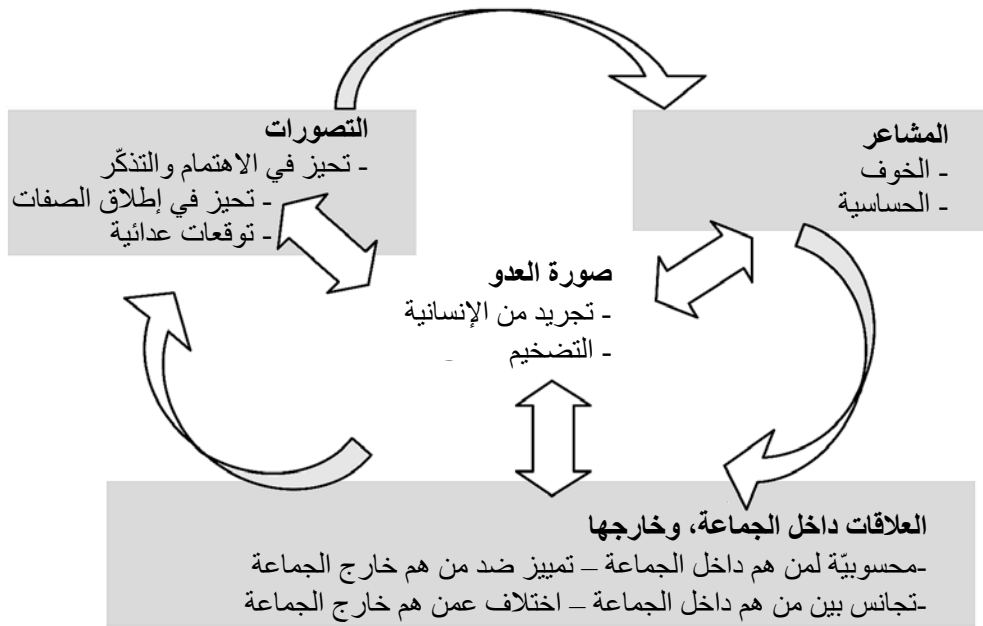 المشاعر
- الخوف
- الحساسية
التصورات
- تحيز في الاهتمام والتذكّر
- تحيز في إطلاق الصفات
- توقعات عدائية
صورة العدو
- تجريد من الإنسانية
- التضخيم
العلاقات داخل الجماعة، وخارجها
-محسوبيّة لمن هم داخل الجماعة – تمييز ضد من هم خارج الجماعة
-تجانس بين من هم داخل الجماعة – اختلاف عمن هم خارج الجماعة